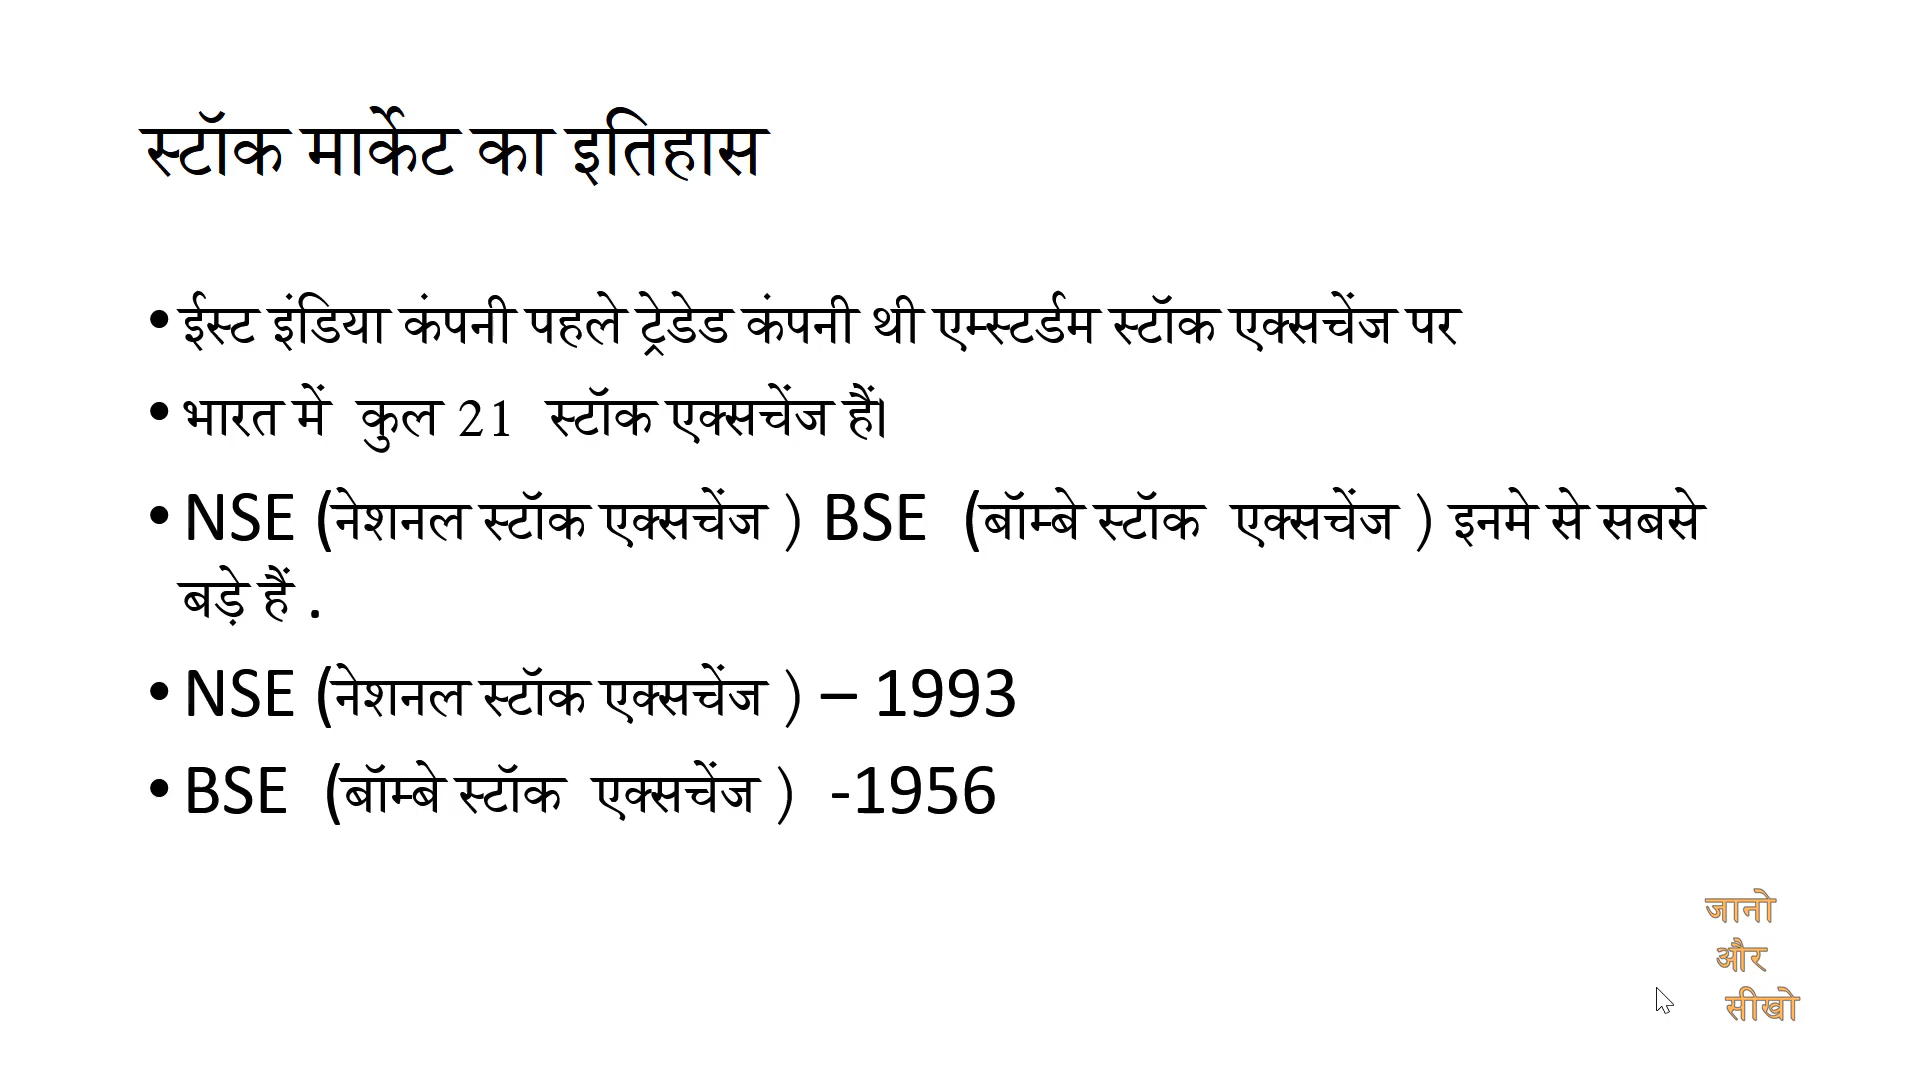 स्टॉक मार्केट का इतिहास
•ईस्ट इंडिया कंपनी पहले ट्रेडेड कंपनी थी एम्स्टर्डम स्टॉक एक्सचेंज पर
•भारत में कुल 21 स्टॉक एक्सचेंज हैं।
•NSE (नेशनल स्टॉक एक्सचेंज ) BSE (बॉम्बे स्टॉक एक्सचेंज ) इनमे से सबसे
बड़े हैं .
•NSE (नेशनल स्टॉक एक्सचेंज ) – 1993
•BSE (बॉम्बे स्टॉक एक्सचेंज ) -1956
जानो
और
सीखो